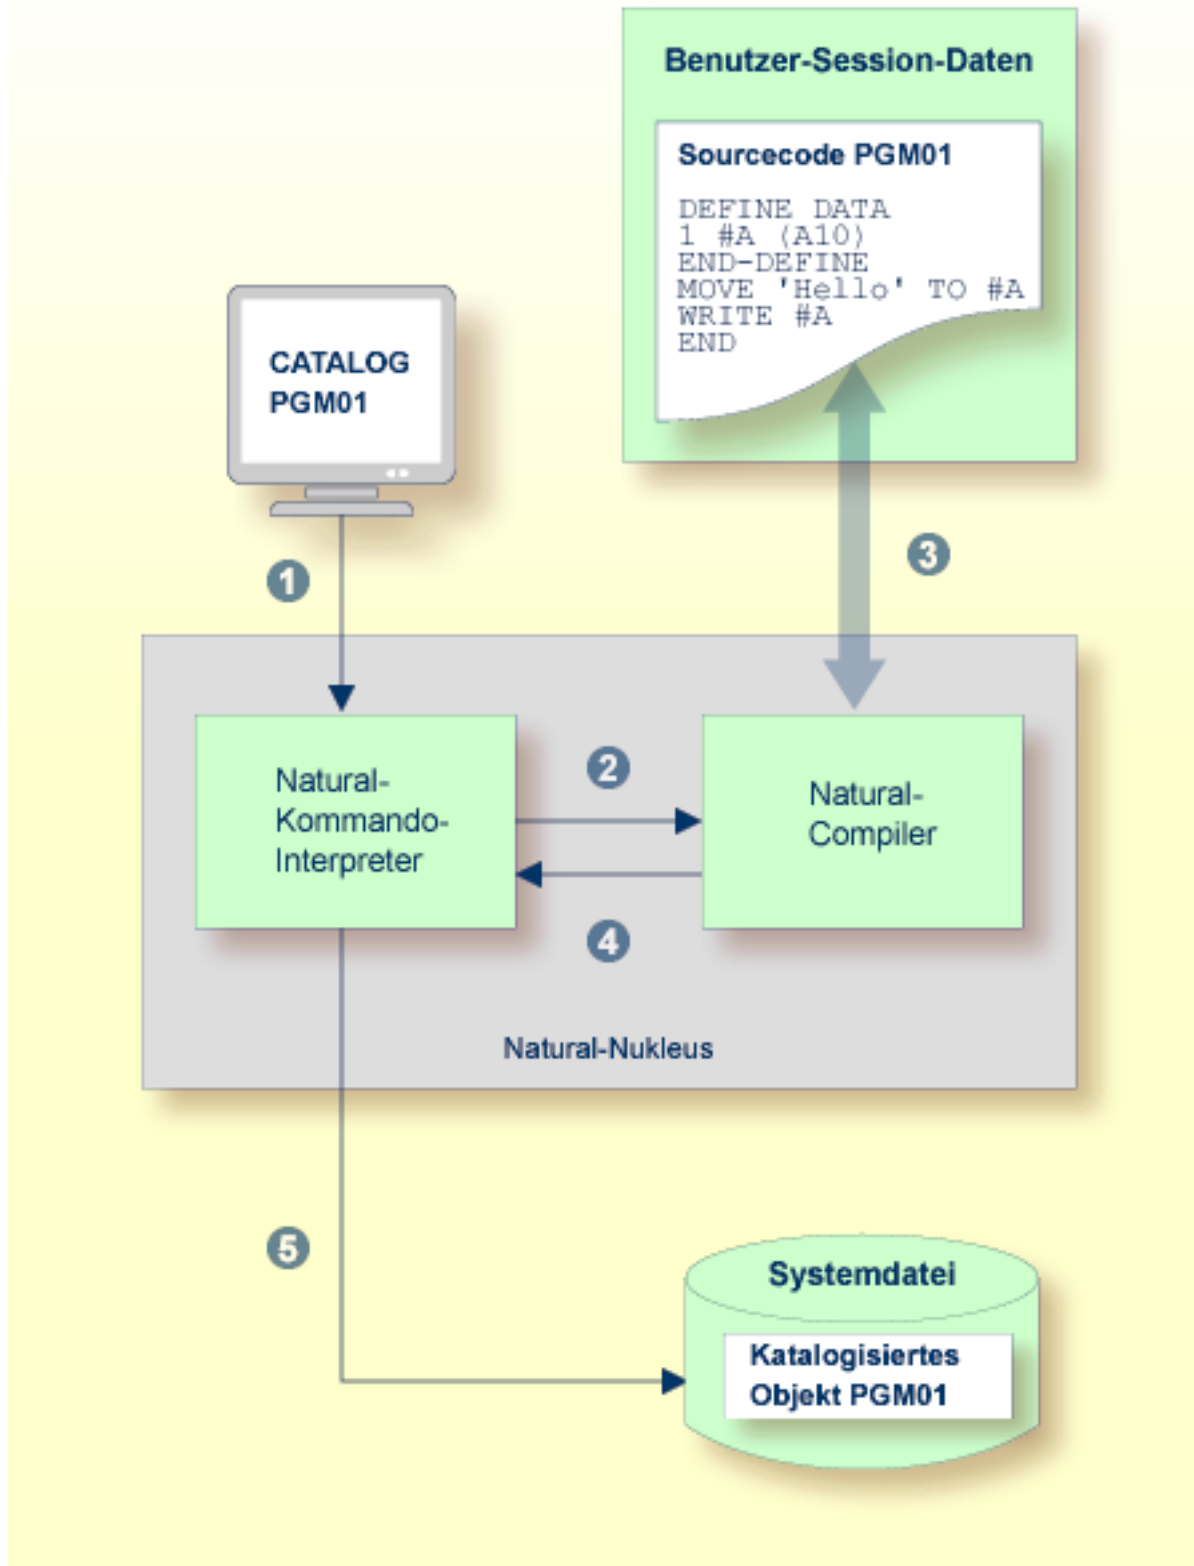 Benutzer-Session-Daten
Sourcecode PGM01
DEFINE DATA
1 #A (A10)
END-DEFINE
MOVE 'Hello' TO #A
WRITE #A
END
CATALOG
PGM01
1
3
Natural-
Kommando-
Interpreter
2
Natural-
Compiler
4
Natural-Nukleus
5
Systemdatei
Katalogisiertes
Objekt PGM01